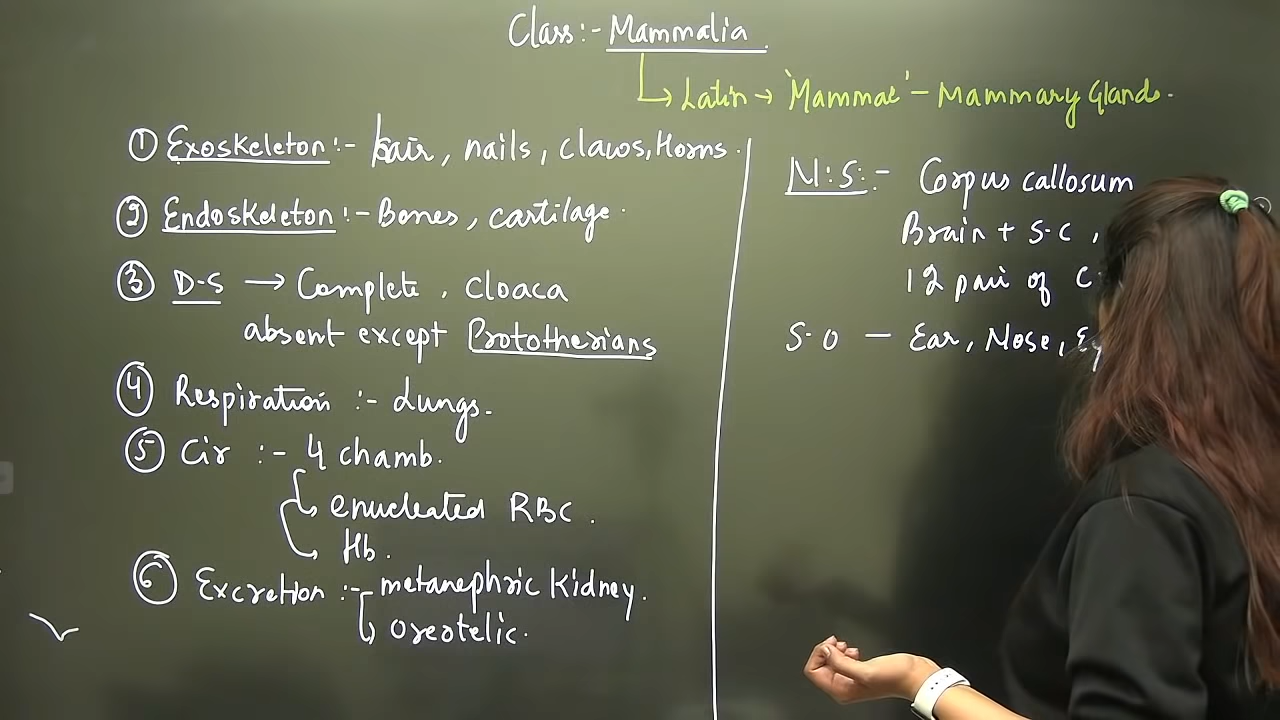 Class:- Mammalia
Latin → 'Mammae' - Mammary Glands.
① Exoskeleton :- hair, nails, claws, Horns.
② Endoskeleton :- Bones, cartilage.
③ D-S → Complete, cloaca
absent except Prototherians
④ Respiration :- Lungs.
⑤ Cir :- 4 chamb.
enucleated RBC.
Hb.
⑥ Excretion :- metanephric Kidney.
Ureotelic.
N:S:- Corpus callosum
Brain + S-C,
12 pair of C
S-O - Ear, Nose, Ey